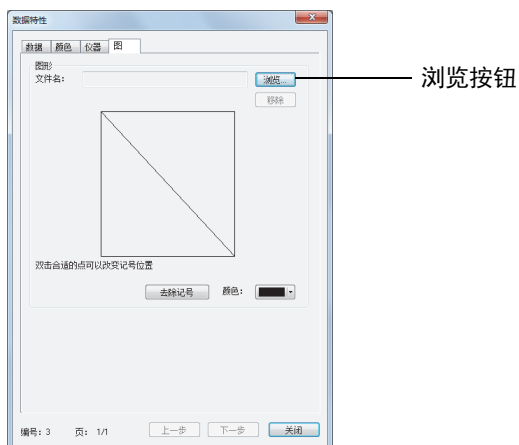 数据特性
数据 颜色 仪器 图
图形
文件名：
浏览...
浏览按钮
移除
双击合适的点可以改变记号位置
去除记号 颜色：
编号：3 页： 1/1 上一步 下一步 关闭